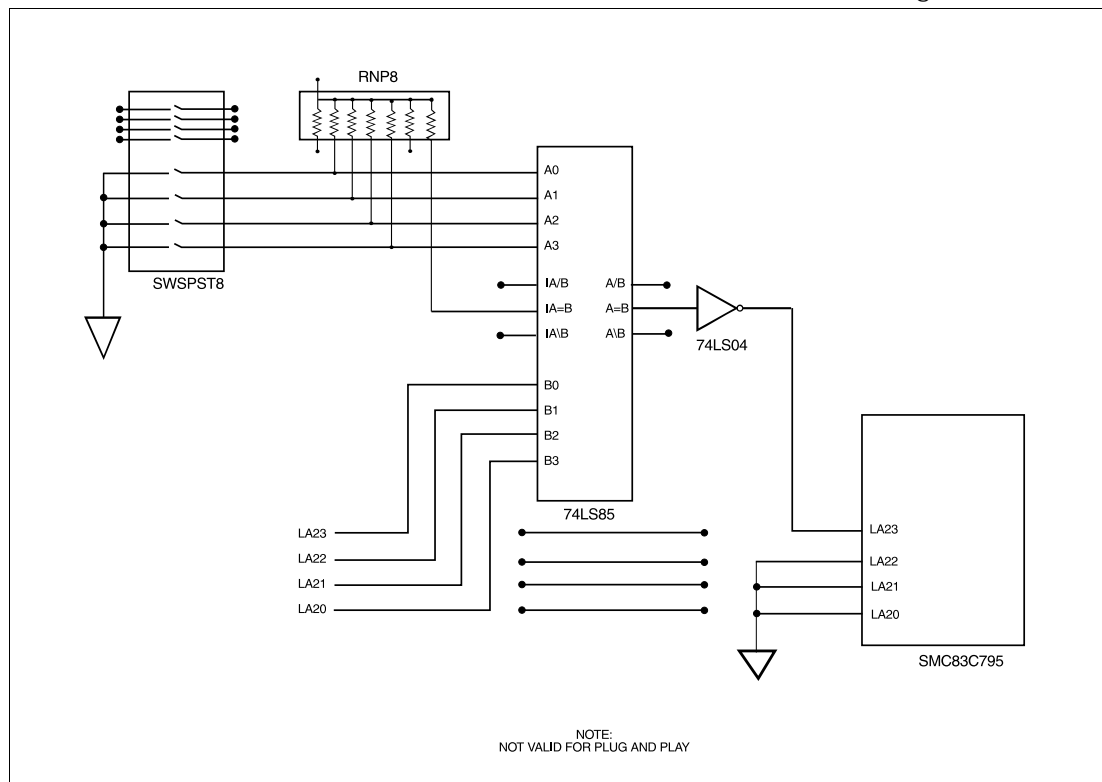 RNP8
A0
A1
A2
A3
SWSPST8
IA/B
A/B
IA=B
A=B
IA\B
A\B
74LS04
B0
B1
B2
B3
74LS85
LA23
LA22
LA21
LA20
LA23
LA22
LA21
LA20
SMC83C795
NOTE:
NOT VALID FOR PLUG AND PLAY